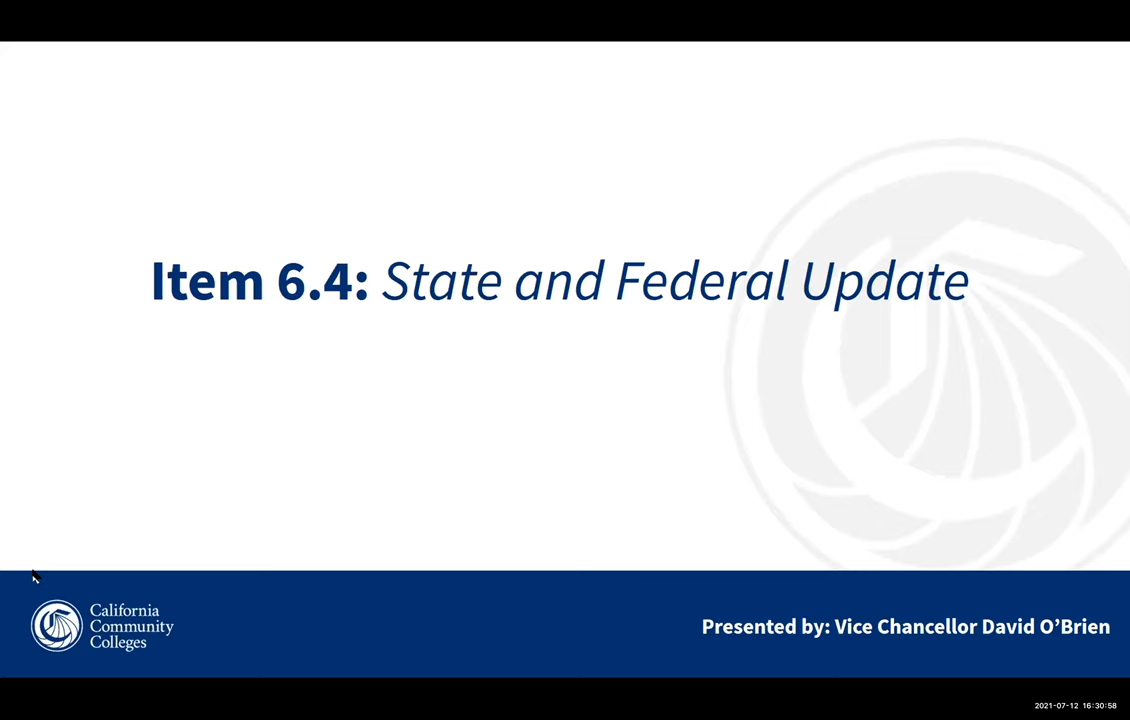 Item 6.4: State and Federal Update
California
Community
Colleges
Presented by: Vice Chancellor David O’Brien
2021-07-12 16:30:58